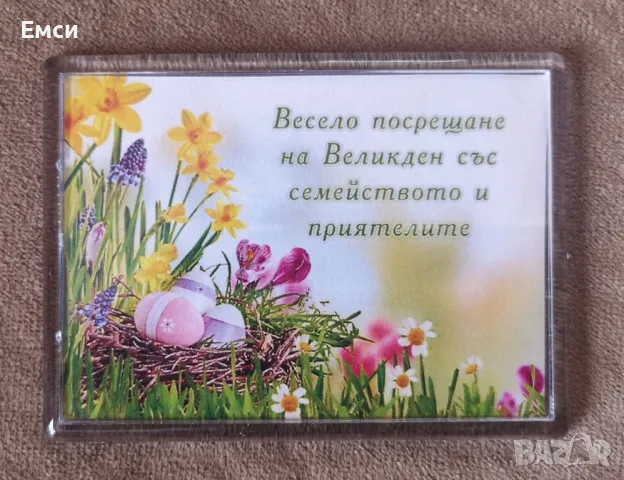 Емси
Весело посрещане
на Великден със
семейството и
приятелите
BAZAR